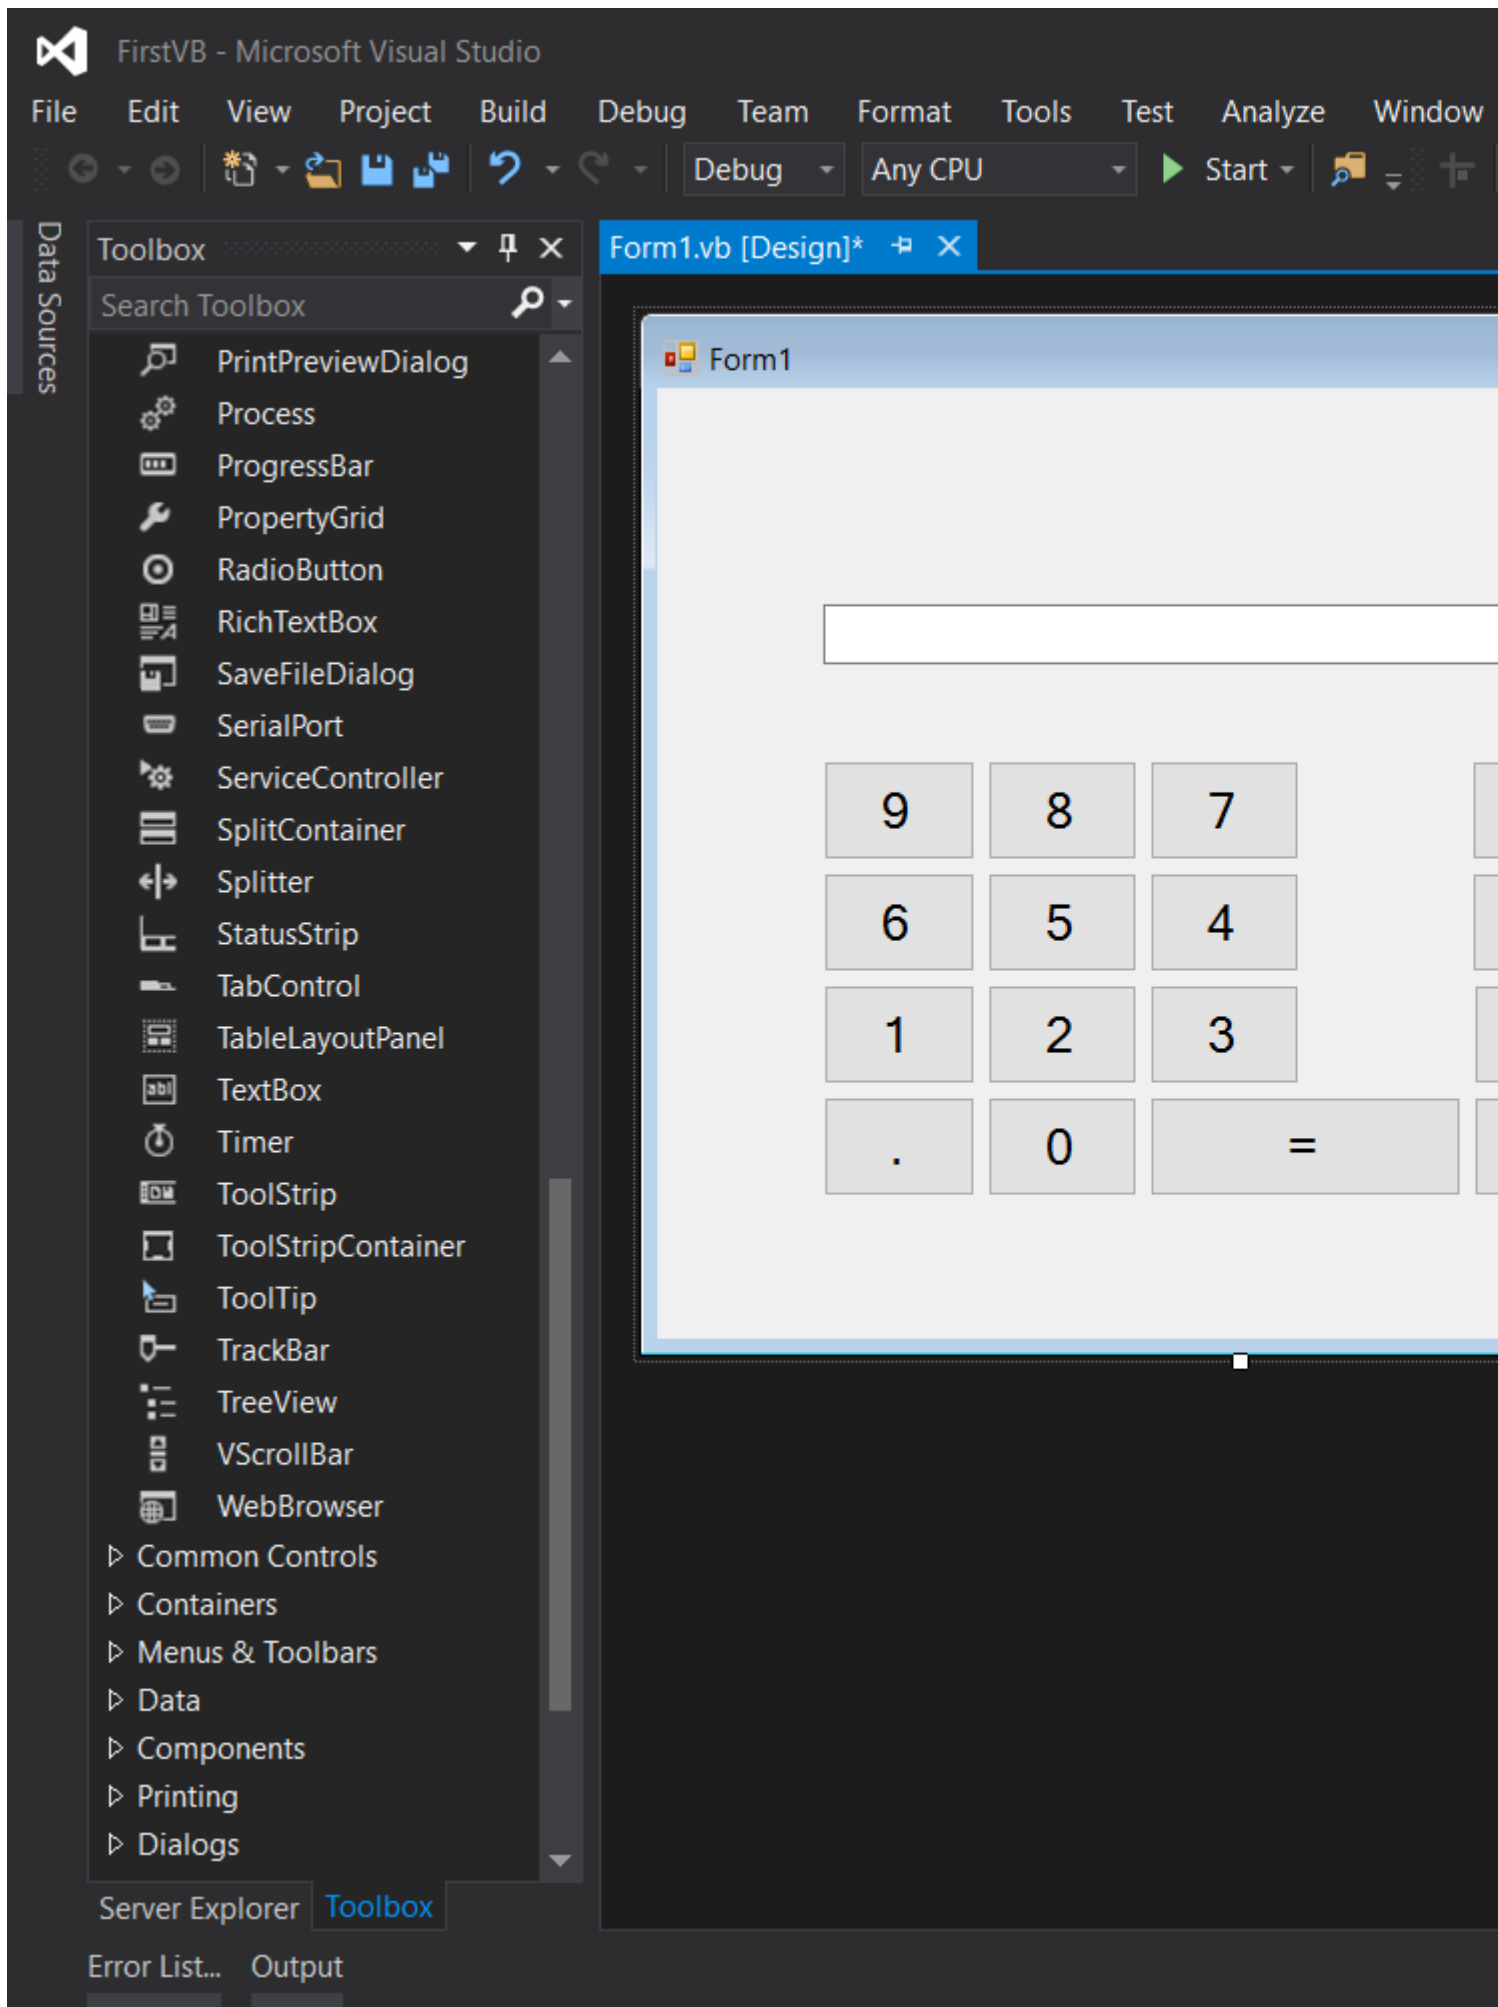 FirstVB - Microsoft Visual Studio
File Edit View Project Build Debug Team Format Tools Test Analyze Window
Debug Any CPU Start
Data Sources
Toolbox
Search Toolbox
PrintPreviewDialog
Process
ProgressBar
PropertyGrid
RadioButton
RichTextBox
SaveFileDialog
SerialPort
ServiceController
SplitContainer
Splitter
StatusStrip
TabControl
TableLayoutPanel
TextBox
Timer
ToolStrip
ToolStripContainer
ToolTip
TrackBar
TreeView
VScrollBar
WebBrowser
Common Controls
Containers
Menus & Toolbars
Data
Components
Printing
Dialogs
Server Explorer Toolbox
Error List... Output
Form1.vb [Design]*
Form1
9 8 7
6 5 4
1 2 3
. 0 =